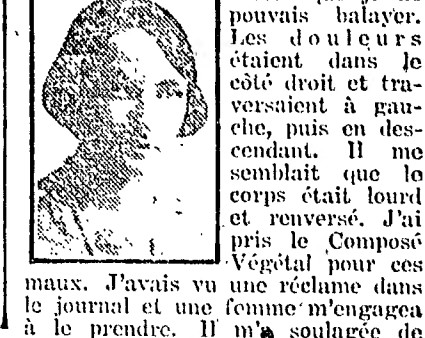 pouvais balayer.
Les douleurs
étaient dans le
côté droit et tra-
versaient à gau-
che, puis en des-
cendant. Il me
semblait que le
corps était lourd
et renversé. J'ai
pris le Composé
Végétal pour ces
maux. J'avais vu une réclame dans
le journal et une femme m'engagea
à le prendre. Il m'a soulagée de